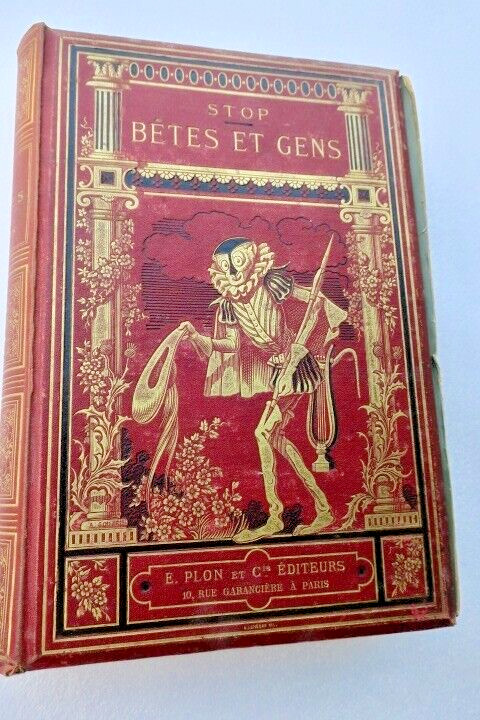 STOP
BÊTES ET GENS
E. PLON ET Cie ÉDITEURS
10, RUE GARANCIÈRE À PARIS
S